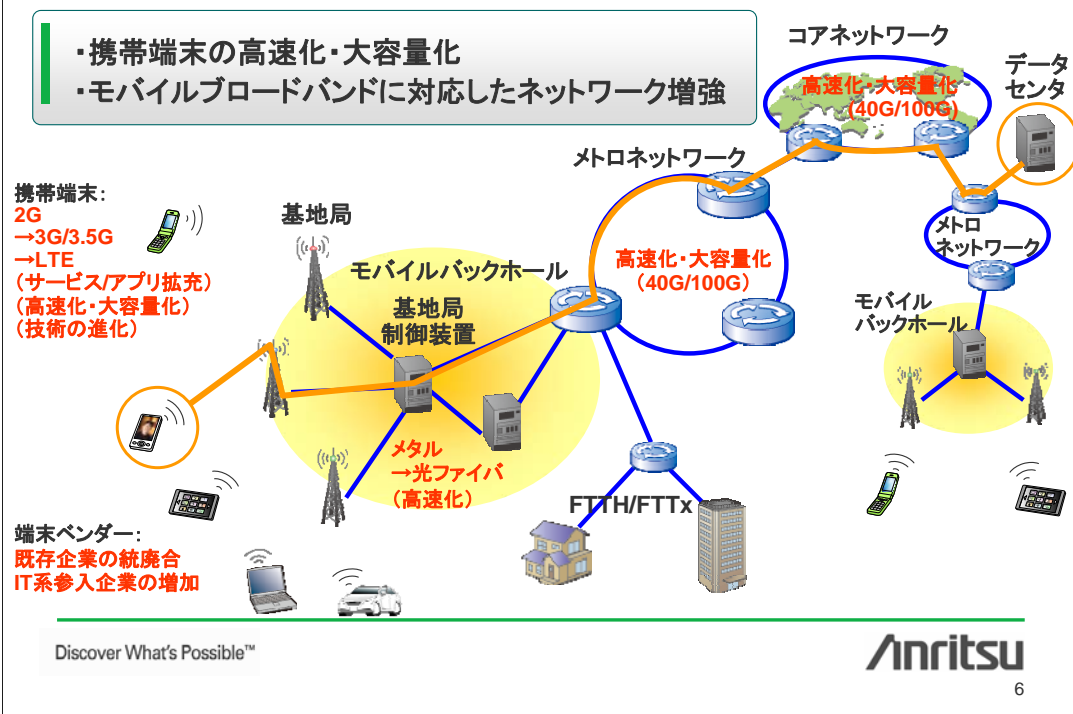 ・携帯端末の高速化・大容量化
・モバイルブロードバンドに対応したネットワーク増強
コアネットワーク
高速化・大容量化
(40G/100G)
データ
センタ
メトロネットワーク
携帯端末：
2G
→3G/3.5G
→LTE
（サービス/アプリ拡充）
（高速化・大容量化）
（技術の進化）
基地局
モバイルバックホール
基地局
制御装置
高速化・大容量化
（40G/100G）
メトロ
ネットワーク
モバイル
バックホール
メタル
→光ファイバ
（高速化）
FTTH/FTTx
端末ベンダー：
既存企業の統廃合
IT系参入企業の増加
Discover What's Possible™
Anritsu
6